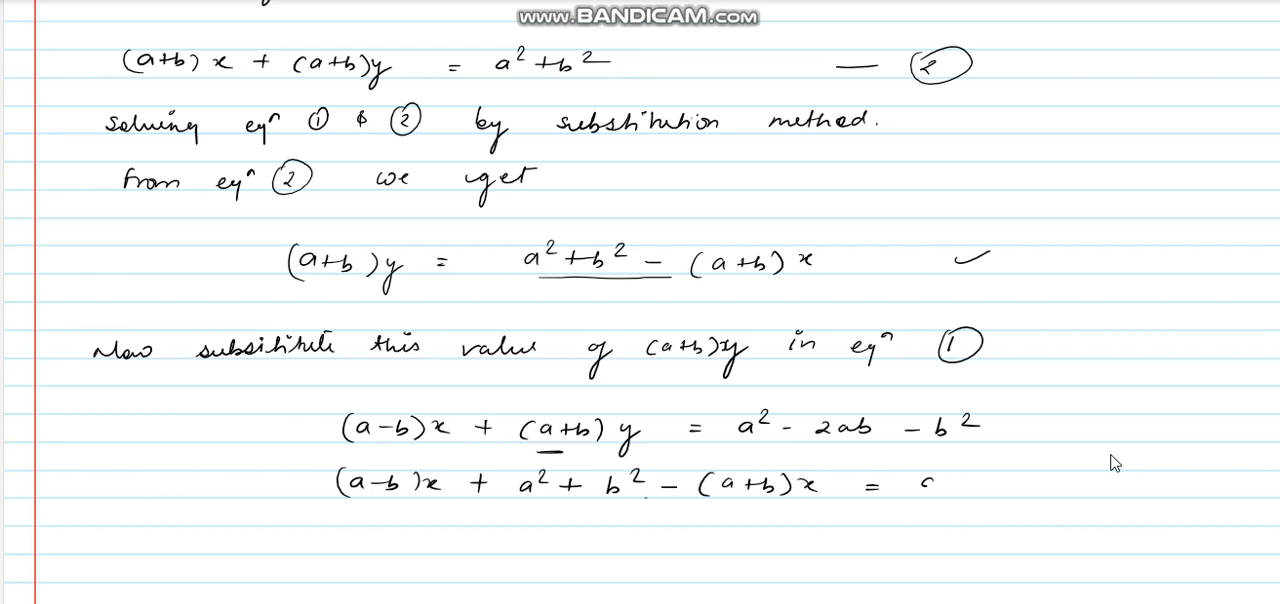 www.BANDICAM.com
(a+b) x + (a+b)y = a² + b² — ②
Solving eqⁿ ① & ② by substitution method.
From eqⁿ ② we get
(a+b)y = a² + b² - (a+b) x ✓
Now substitute this value of (a+b)y in eqⁿ ①
(a-b)x + (a+b) y = a² - 2ab - b²
(a-b)x + a² + b² - (a+b)x =